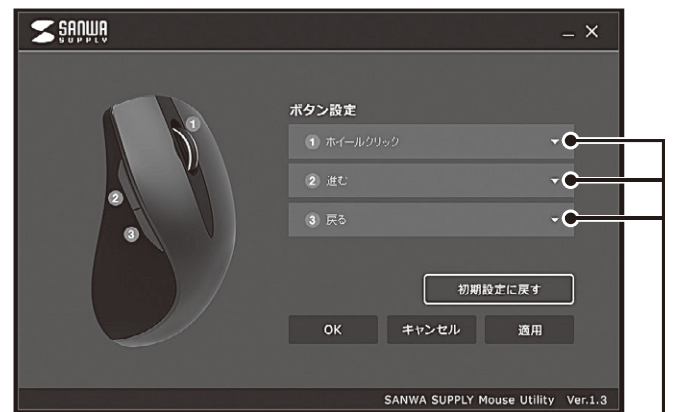 SANWA
SUPPLY
ボタン設定
1 ホイールクリック
2 進む
3 戻る
1
2
3
初期設定に戻す
OK キャンセル 適用
SANWA SUPPLY Mouse Utility Ver.1.3